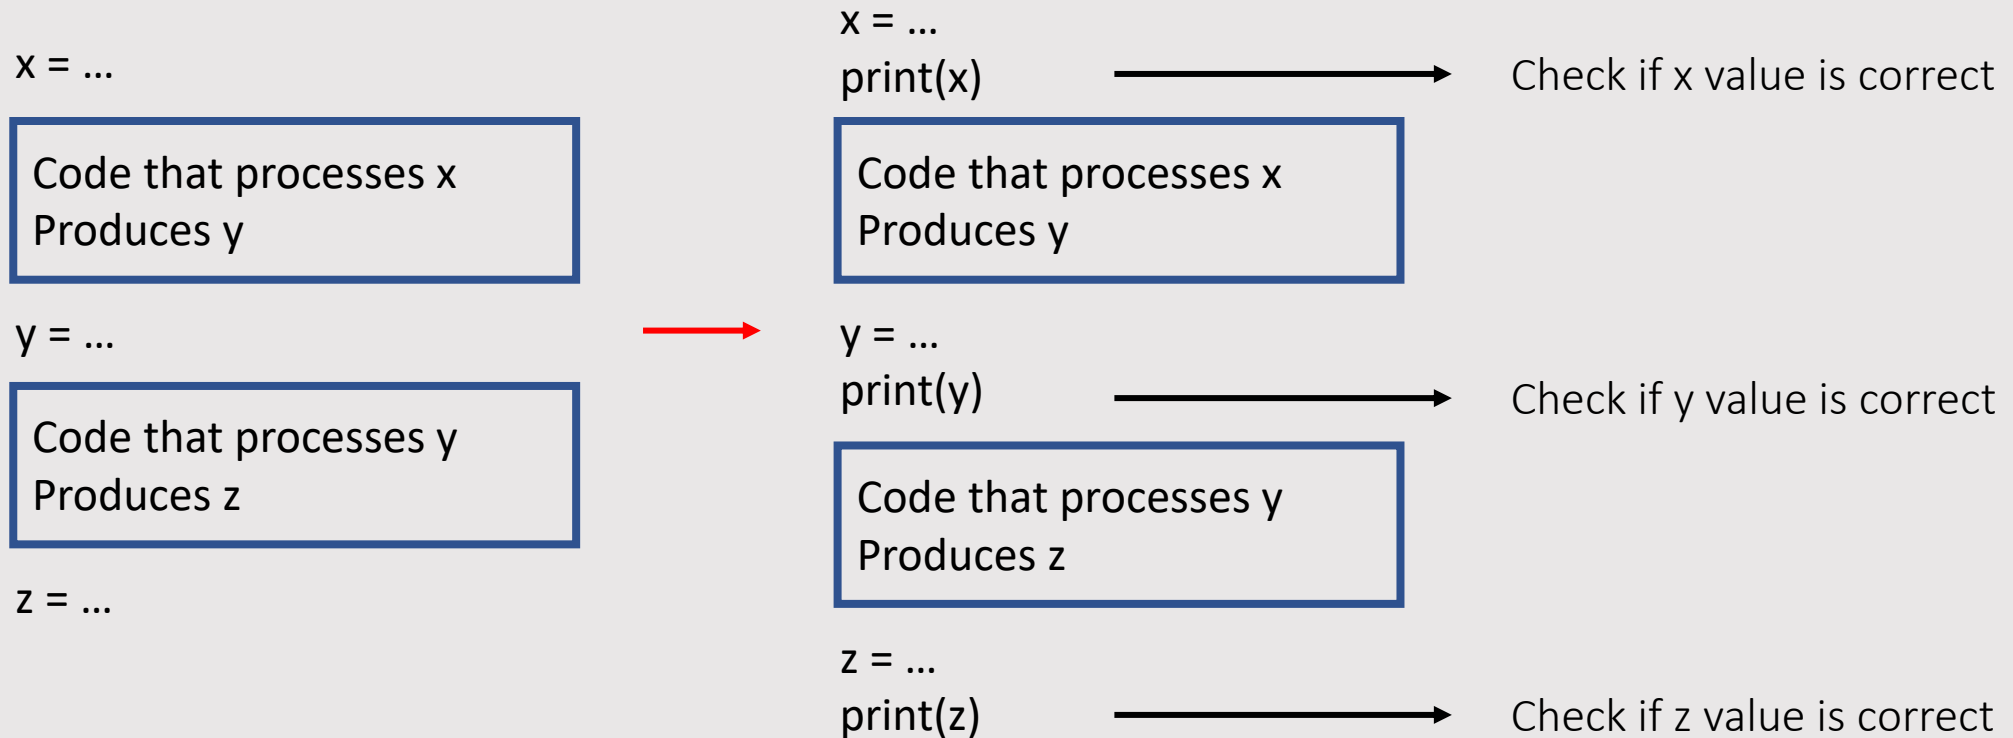 x = …
Code that processes x
Produces y
y = …
Code that processes y
Produces z
z = …
x = …
print(x)
Check if x value is correct
Code that processes x
Produces y
y = …
print(y)
Check if y value is correct
Code that processes y
Produces z
z = …
print(z)
Check if z value is correct